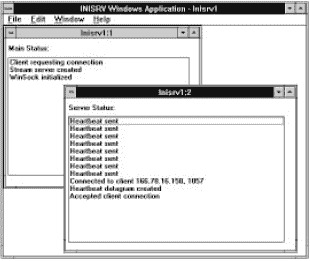 INISRV Windows Application - Inisrv1
File Edit Window Help
Inisrv1:1
Main Status:
Client requesting connection
Stream server created
WinSock initialized
Inisrv1:2
Server Status:
Heartbeat sent
Heartbeat sent
Heartbeat sent
Heartbeat sent
Heartbeat sent
Heartbeat sent
Heartbeat sent
Heartbeat sent
Connected to client 166.78.16.150, 1057
Heartbeat datagram created
Accepted client connection